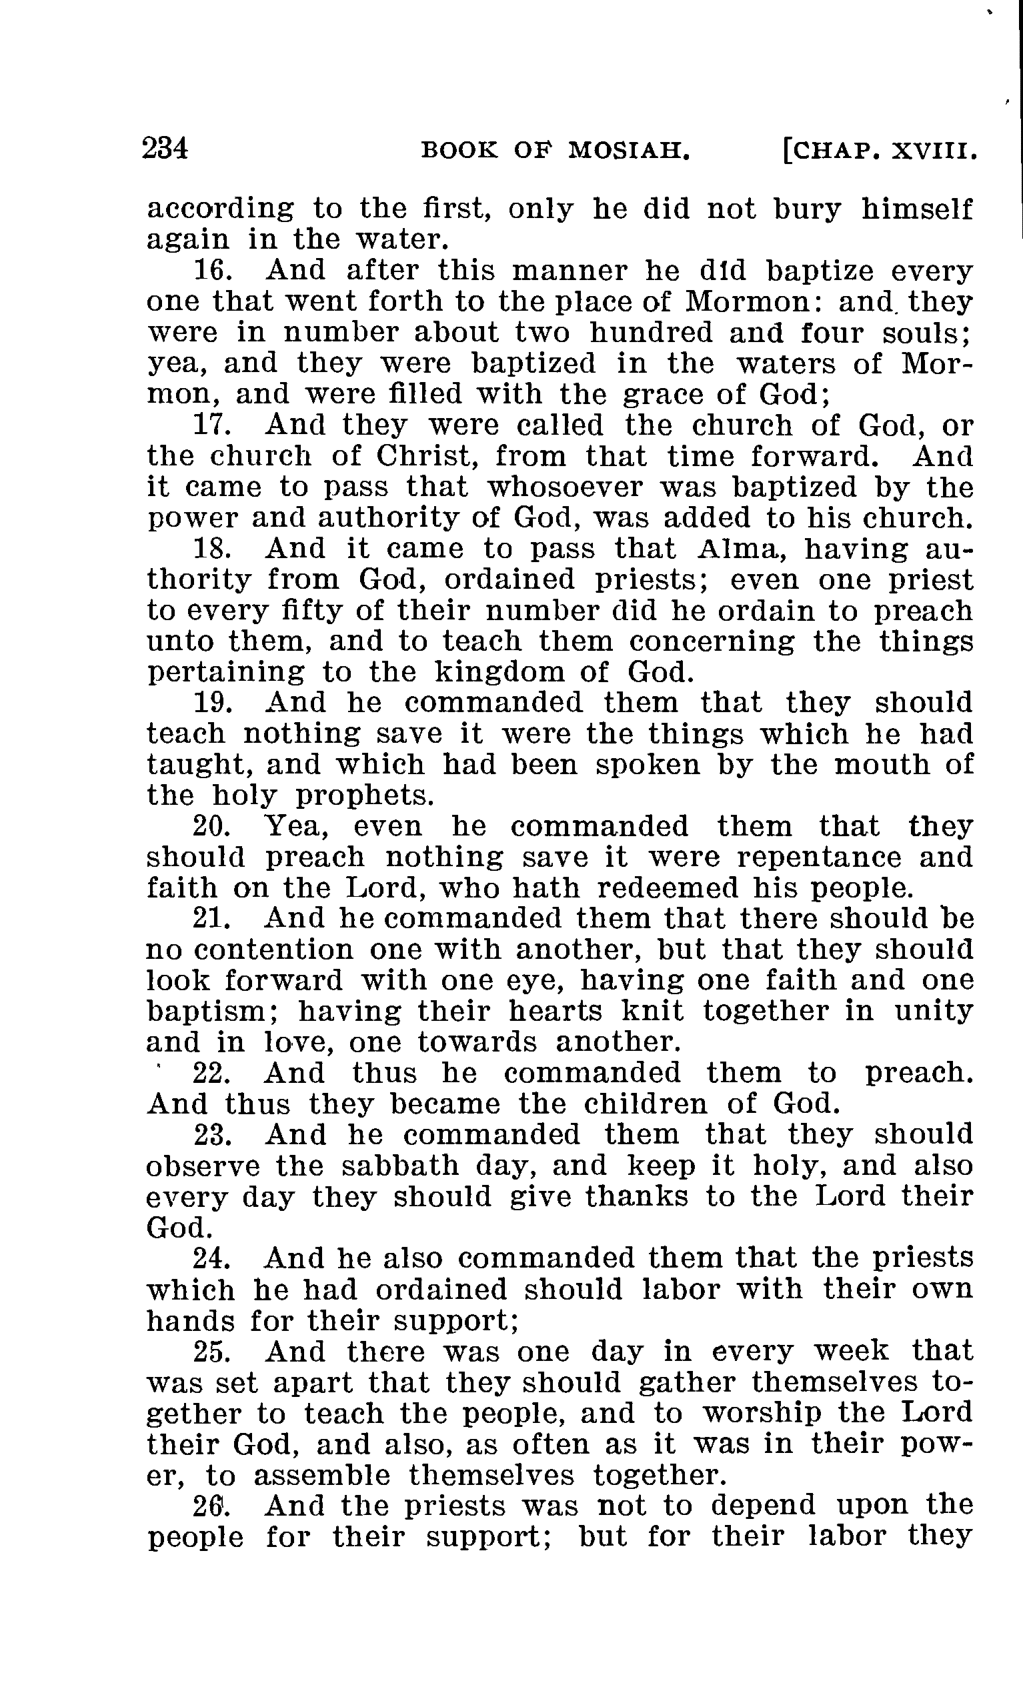 234 BOOK OF MOSIAH. [CHAP. XVIII.
according to the first, only he did not bury himself
again in the water.
16. And after this manner he did baptize every
one that went forth to the place of Mormon: and they
were in number about two hundred and four souls;
yea, and they were baptized in the waters of Mor-
mon, and were filled with the grace of God;
17. And they were called the church of God, or
the church of Christ, from that time forward. And
it came to pass that whosoever was baptized by the
power and authority of God, was added to his church.
18. And it came to pass that Alma, having au-
thority from God, ordained priests; even one priest
to every fifty of their number did he ordain to preach
unto them, and to teach them concerning the things
pertaining to the kingdom of God.
19. And he commanded them that they should
teach nothing save it were the things which he had
taught, and which had been spoken by the mouth of
the holy prophets.
20. Yea, even he commanded them that they
should preach nothing save it were repentance and
faith on the Lord, who hath redeemed his people.
21. And he commanded them that there should be
no contention one with another, but that they should
look forward with one eye, having one faith and one
baptism; having their hearts knit together in unity
and in love, one towards another.
22. And thus he commanded them to preach.
And thus they became the children of God.
23. And he commanded them that they should
observe the sabbath day, and keep it holy, and also
every day they should give thanks to the Lord their
God.
24. And he also commanded them that the priests
which he had ordained should labor with their own
hands for their support;
25. And there was one day in every week that
was set apart that they should gather themselves to-
gether to teach the people, and to worship the Lord
their God, and also, as often as it was in their pow-
er, to assemble themselves together.
26. And the priests was not to depend upon the
people for their support; but for their labor they